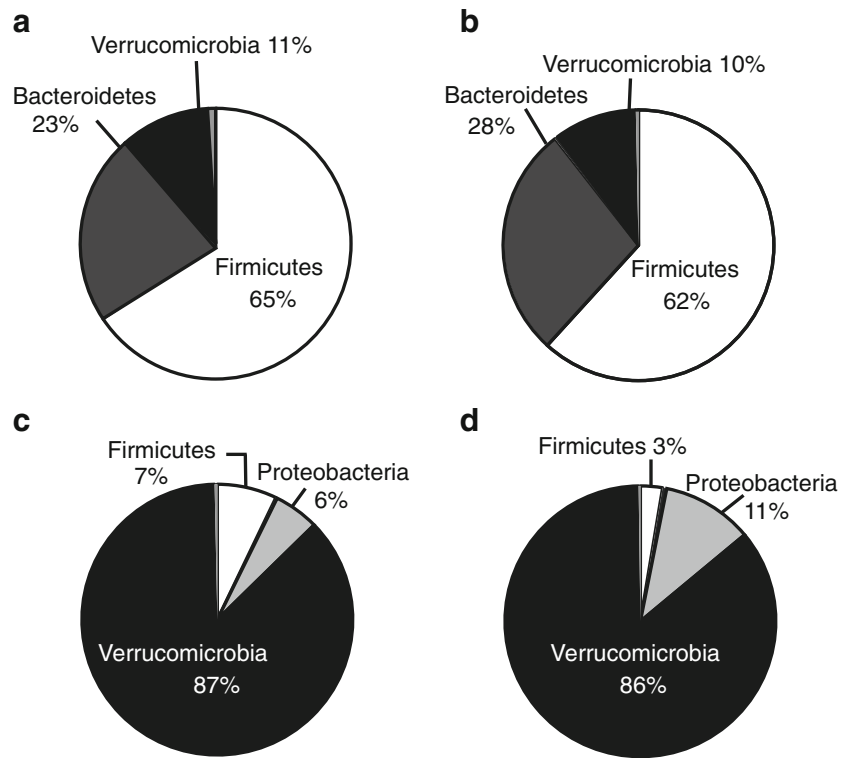 a
Verrucomicrobia 11%
Bacteroidetes
23%
Firmicutes
65%
b
Verrucomicrobia 10%
Bacteroidetes
28%
Firmicutes
62%
c
Firmicutes
7%
Proteobacteria
6%
Verrucomicrobia
87%
d
Firmicutes 3%
Proteobacteria
11%
Verrucomicrobia
86%